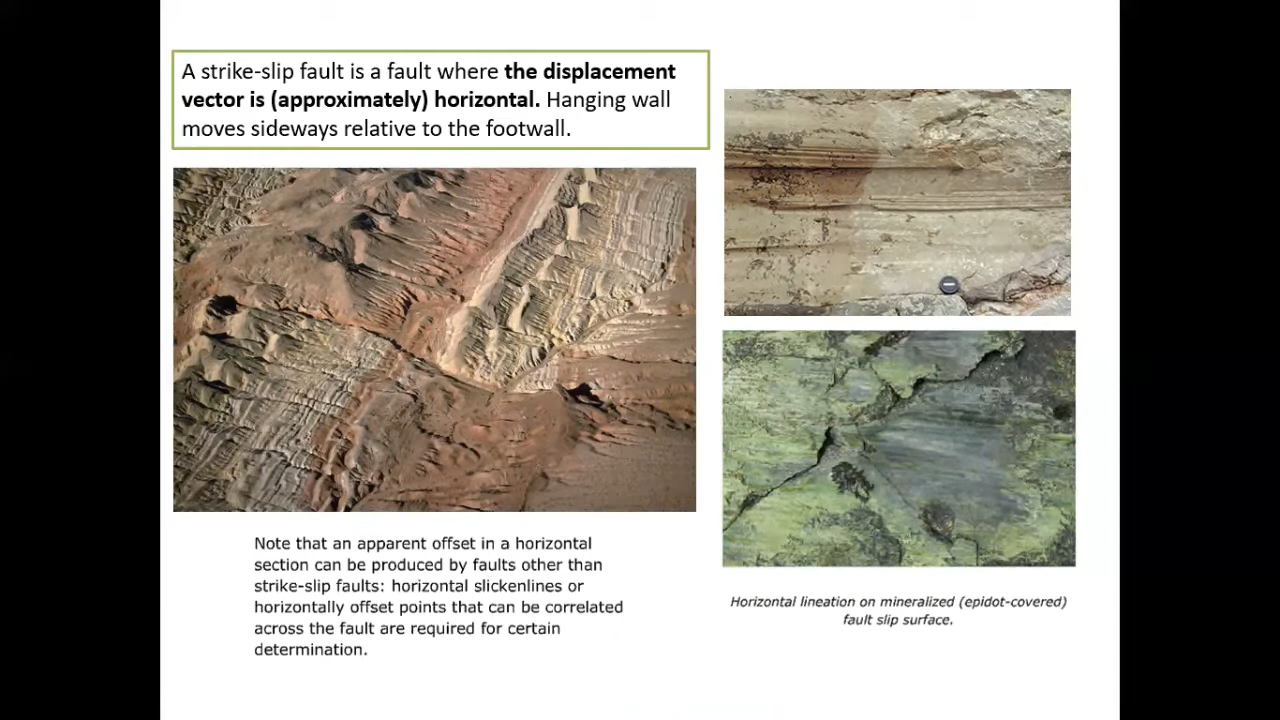 A strike-slip fault is a fault where the displacement
vector is (approximately) horizontal. Hanging wall
moves sideways relative to the footwall.
Note that an apparent offset in a horizontal
section can be produced by faults other than
strike-slip faults: horizontal slickenlines or
horizontally offset points that can be correlated
across the fault are required for certain
determination.
Horizontal lineation on mineralized (epidot-covered)
fault slip surface.